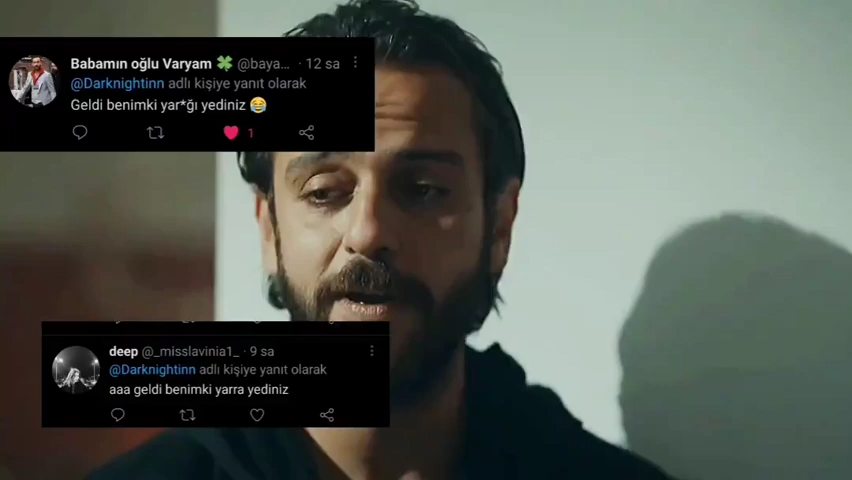 Babamın oğlu Varyam 🍀 @baya... · 12 sa
@Darknightinn adlı kişiye yanıt olarak
Geldi benimki yar*ğı yediniz 😂
1
deep @_misslavinia1_ · 9 sa
@Darknightinn adlı kişiye yanıt olarak
aaa geldi benimki yarra yediniz